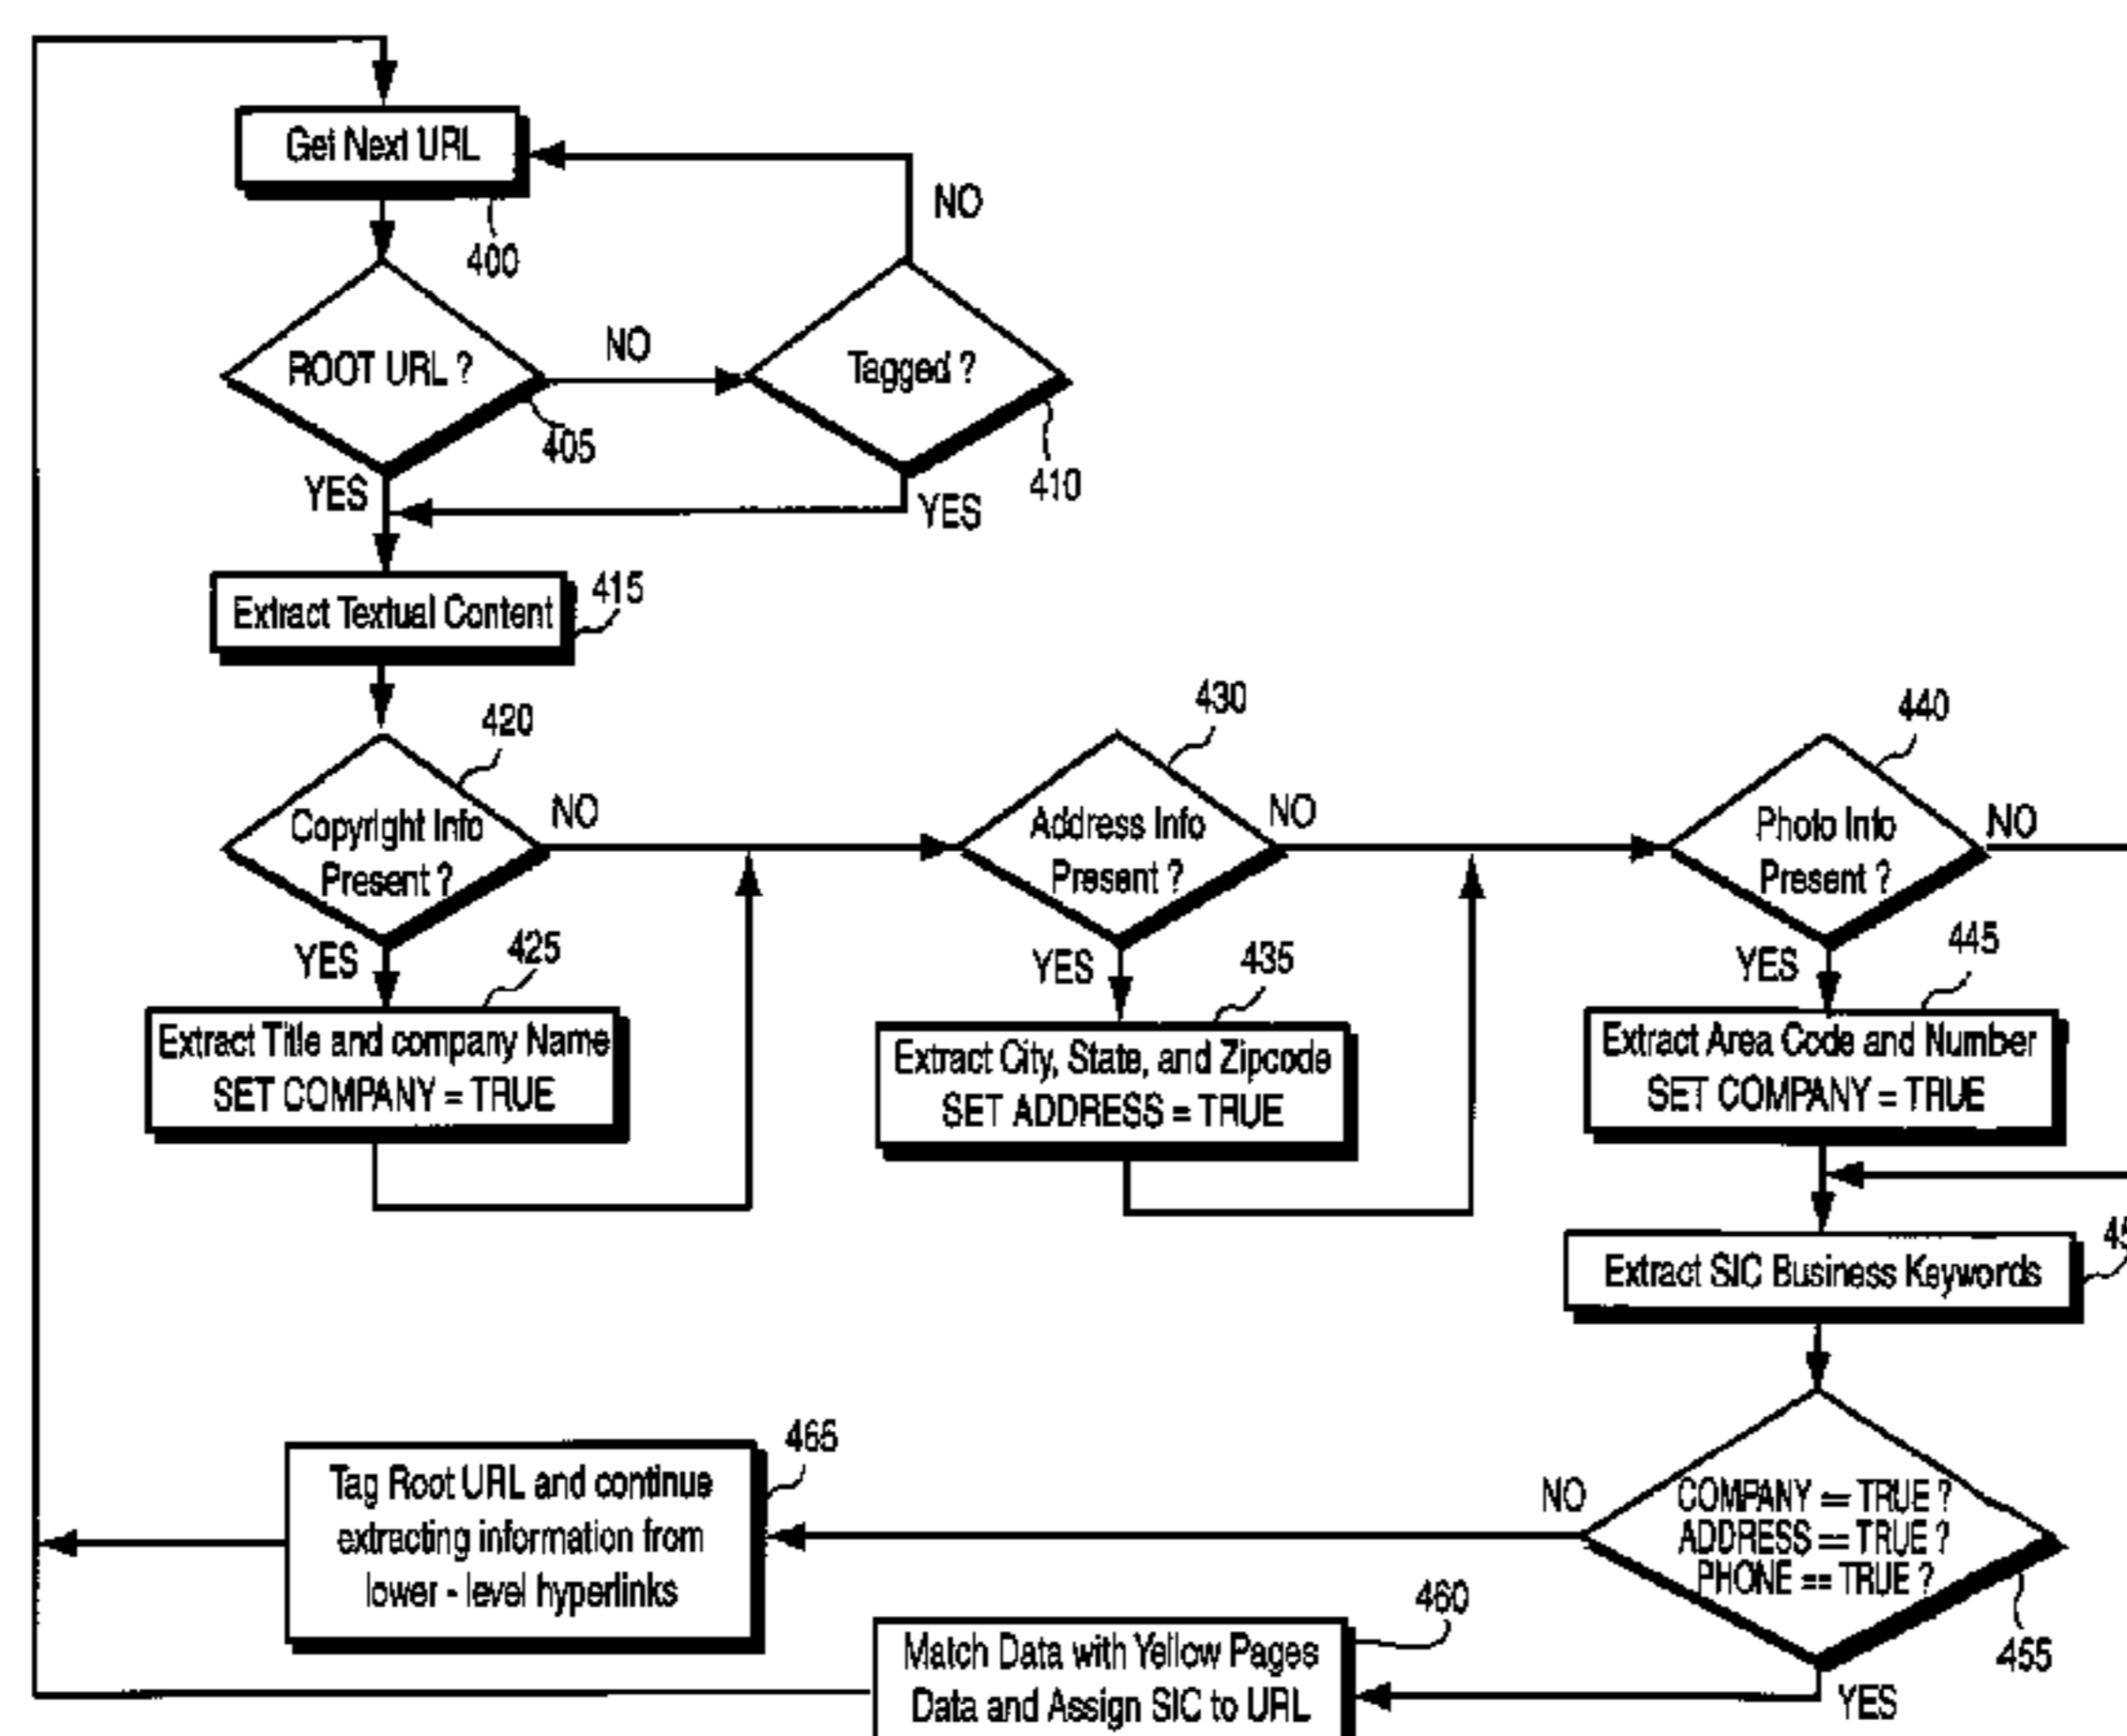 Get Next URL
400
NO
ROOT URL ?
NO
Tagged ?
405
410
YES
YES
Extract Textual Content
415
420
430
440
Copyright Info
Present ?
NO
Address Info
Present ?
NO
Photo Info
Present ?
NO
YES
425
YES
435
YES
445
Extract Title and company Name
SET COMPANY = TRUE
Extract City, State, and Zipcode
SET ADDRESS = TRUE
Extract Area Code and Number
SET COMPANY = TRUE
Extract SIC Business Keywords
465
Tag Root URL and continue
extracting information from
lower - level hyperlinks
NO
COMPANY == TRUE ?
ADDRESS == TRUE ?
PHONE == TRUE ?
460
455
Match Data with Yellow Pages
Data and Assign SIC to URL
YES